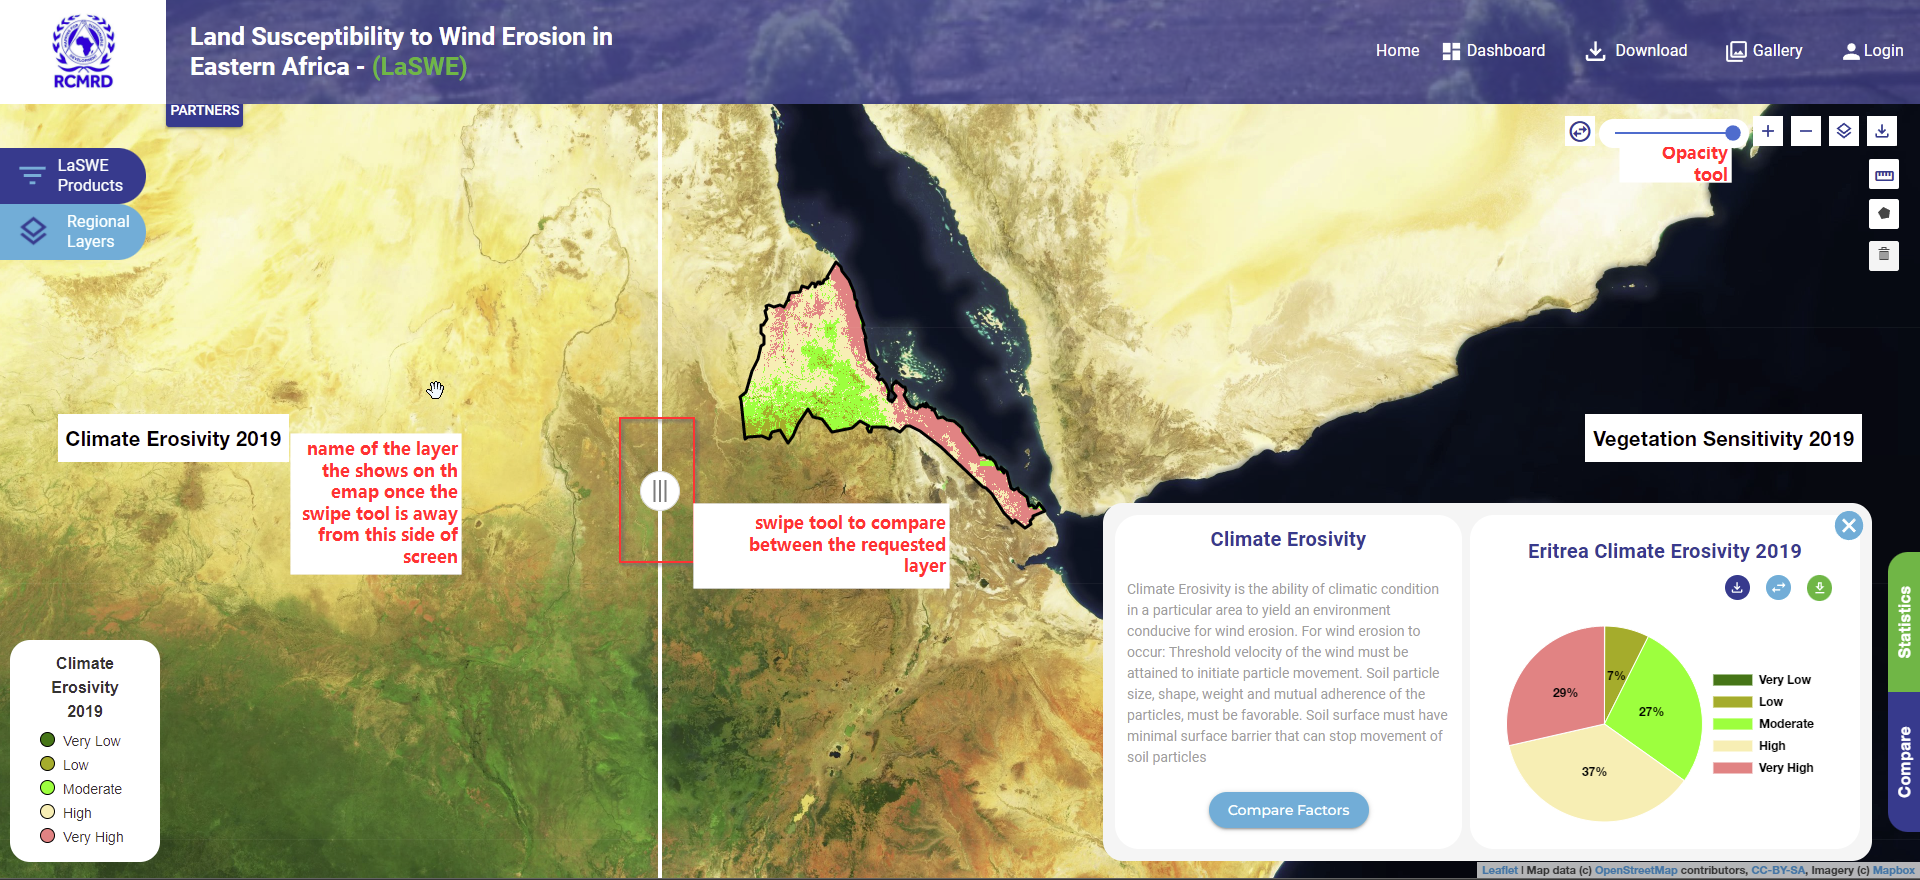 RCMRD
Land Susceptibility to Wind Erosion in
Eastern Africa - (LaSWE)
Home
Dashboard
Download
Gallery
Login
PARTNERS
LaSWE
Products
Regional
Layers
Opacity
tool
Climate Erosivity 2019
name of the layer
the shows on th
emap once the
swipe tool is away
from this side of
screen
swipe tool to compare
between the requested
layer
Vegetation Sensitivity 2019
Climate
Erosivity
2019
Very Low
Low
Moderate
High
Very High
Climate Erosivity
Climate Erosivity is the ability of climatic condition
in a particular area to yield an environment
conducive for wind erosion. For wind erosion to
occur: Threshold velocity of the wind must be
attained to initiate particle movement. Soil particle
size, shape, weight and mutual adherence of the
particles, must be favorable. Soil surface must have
minimal surface barrier that can stop movement of
soil particles
Compare Factors
Eritrea Climate Erosivity 2019
7%
29%
27%
37%
Very Low
Low
Moderate
High
Very High
Statistics
Compare
Leaflet | Map data (c) OpenStreetMap contributors, CC-BY-SA, Imagery (c) Mapbox